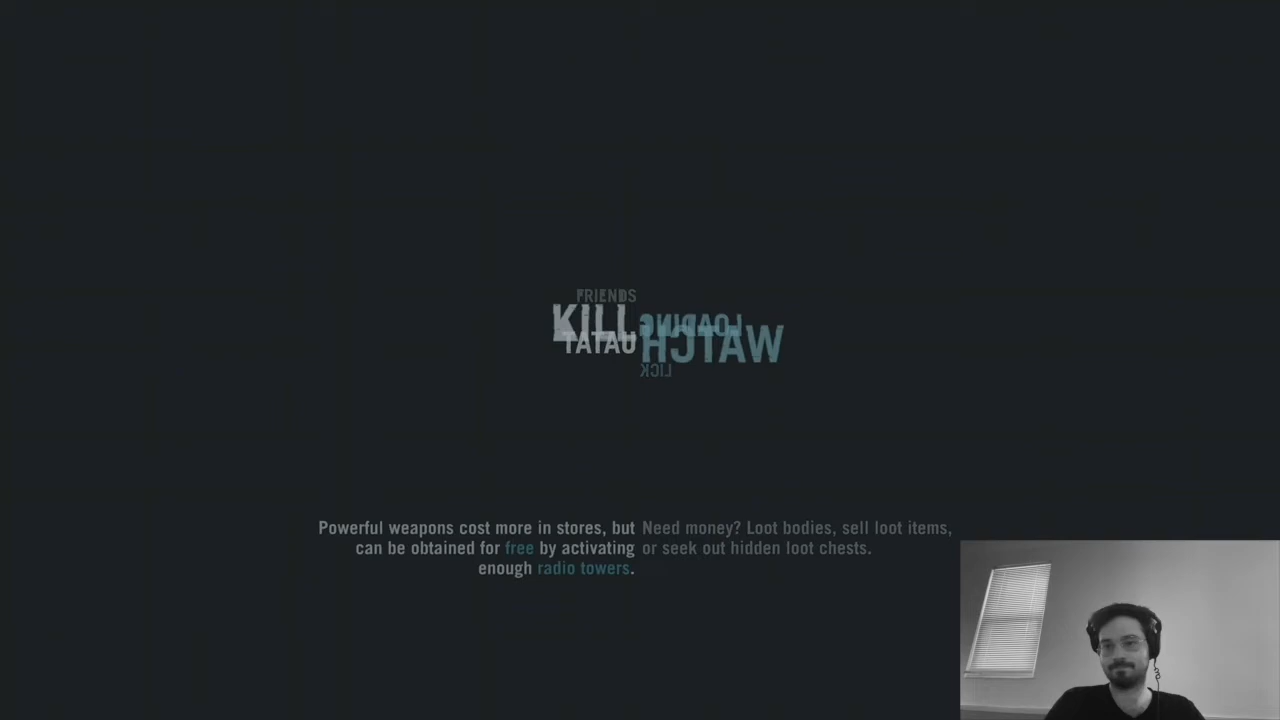 FRIENDS
KILL
LOADING
TATAU
WATCH
LICK
Powerful weapons cost more in stores, but
can be obtained for free by activating
enough radio towers.
Need money? Loot bodies, sell loot items,
or seek out hidden loot chests.